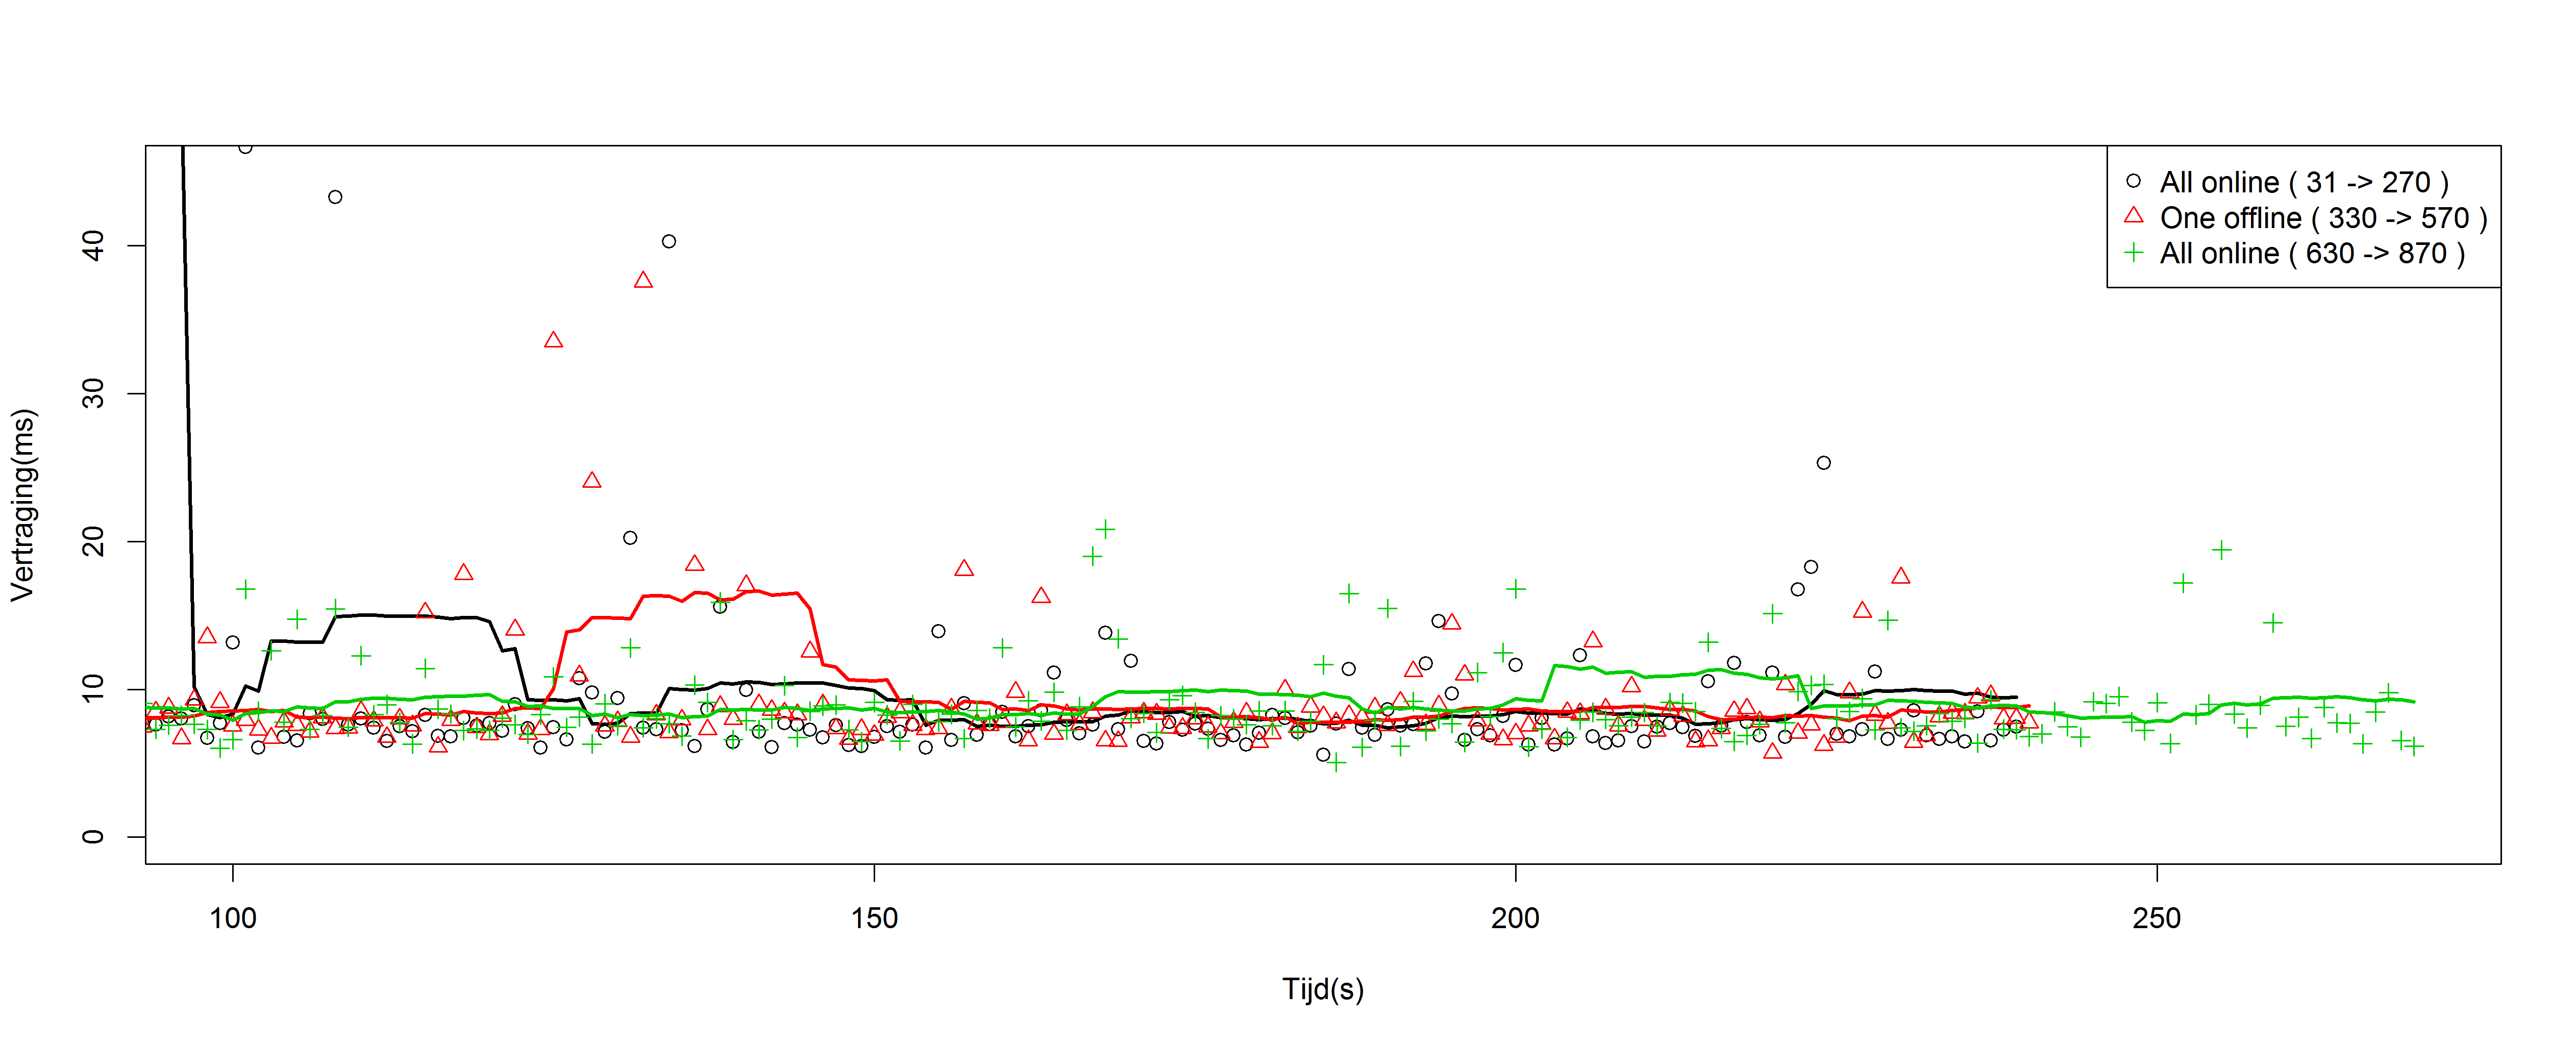 All online ( 31 -> 270 )
One offline ( 330 -> 570 )
All online ( 630 -> 870 )
Vertraging(ms)
40
30
20
10
0
100 150 200 250
Tijd(s)